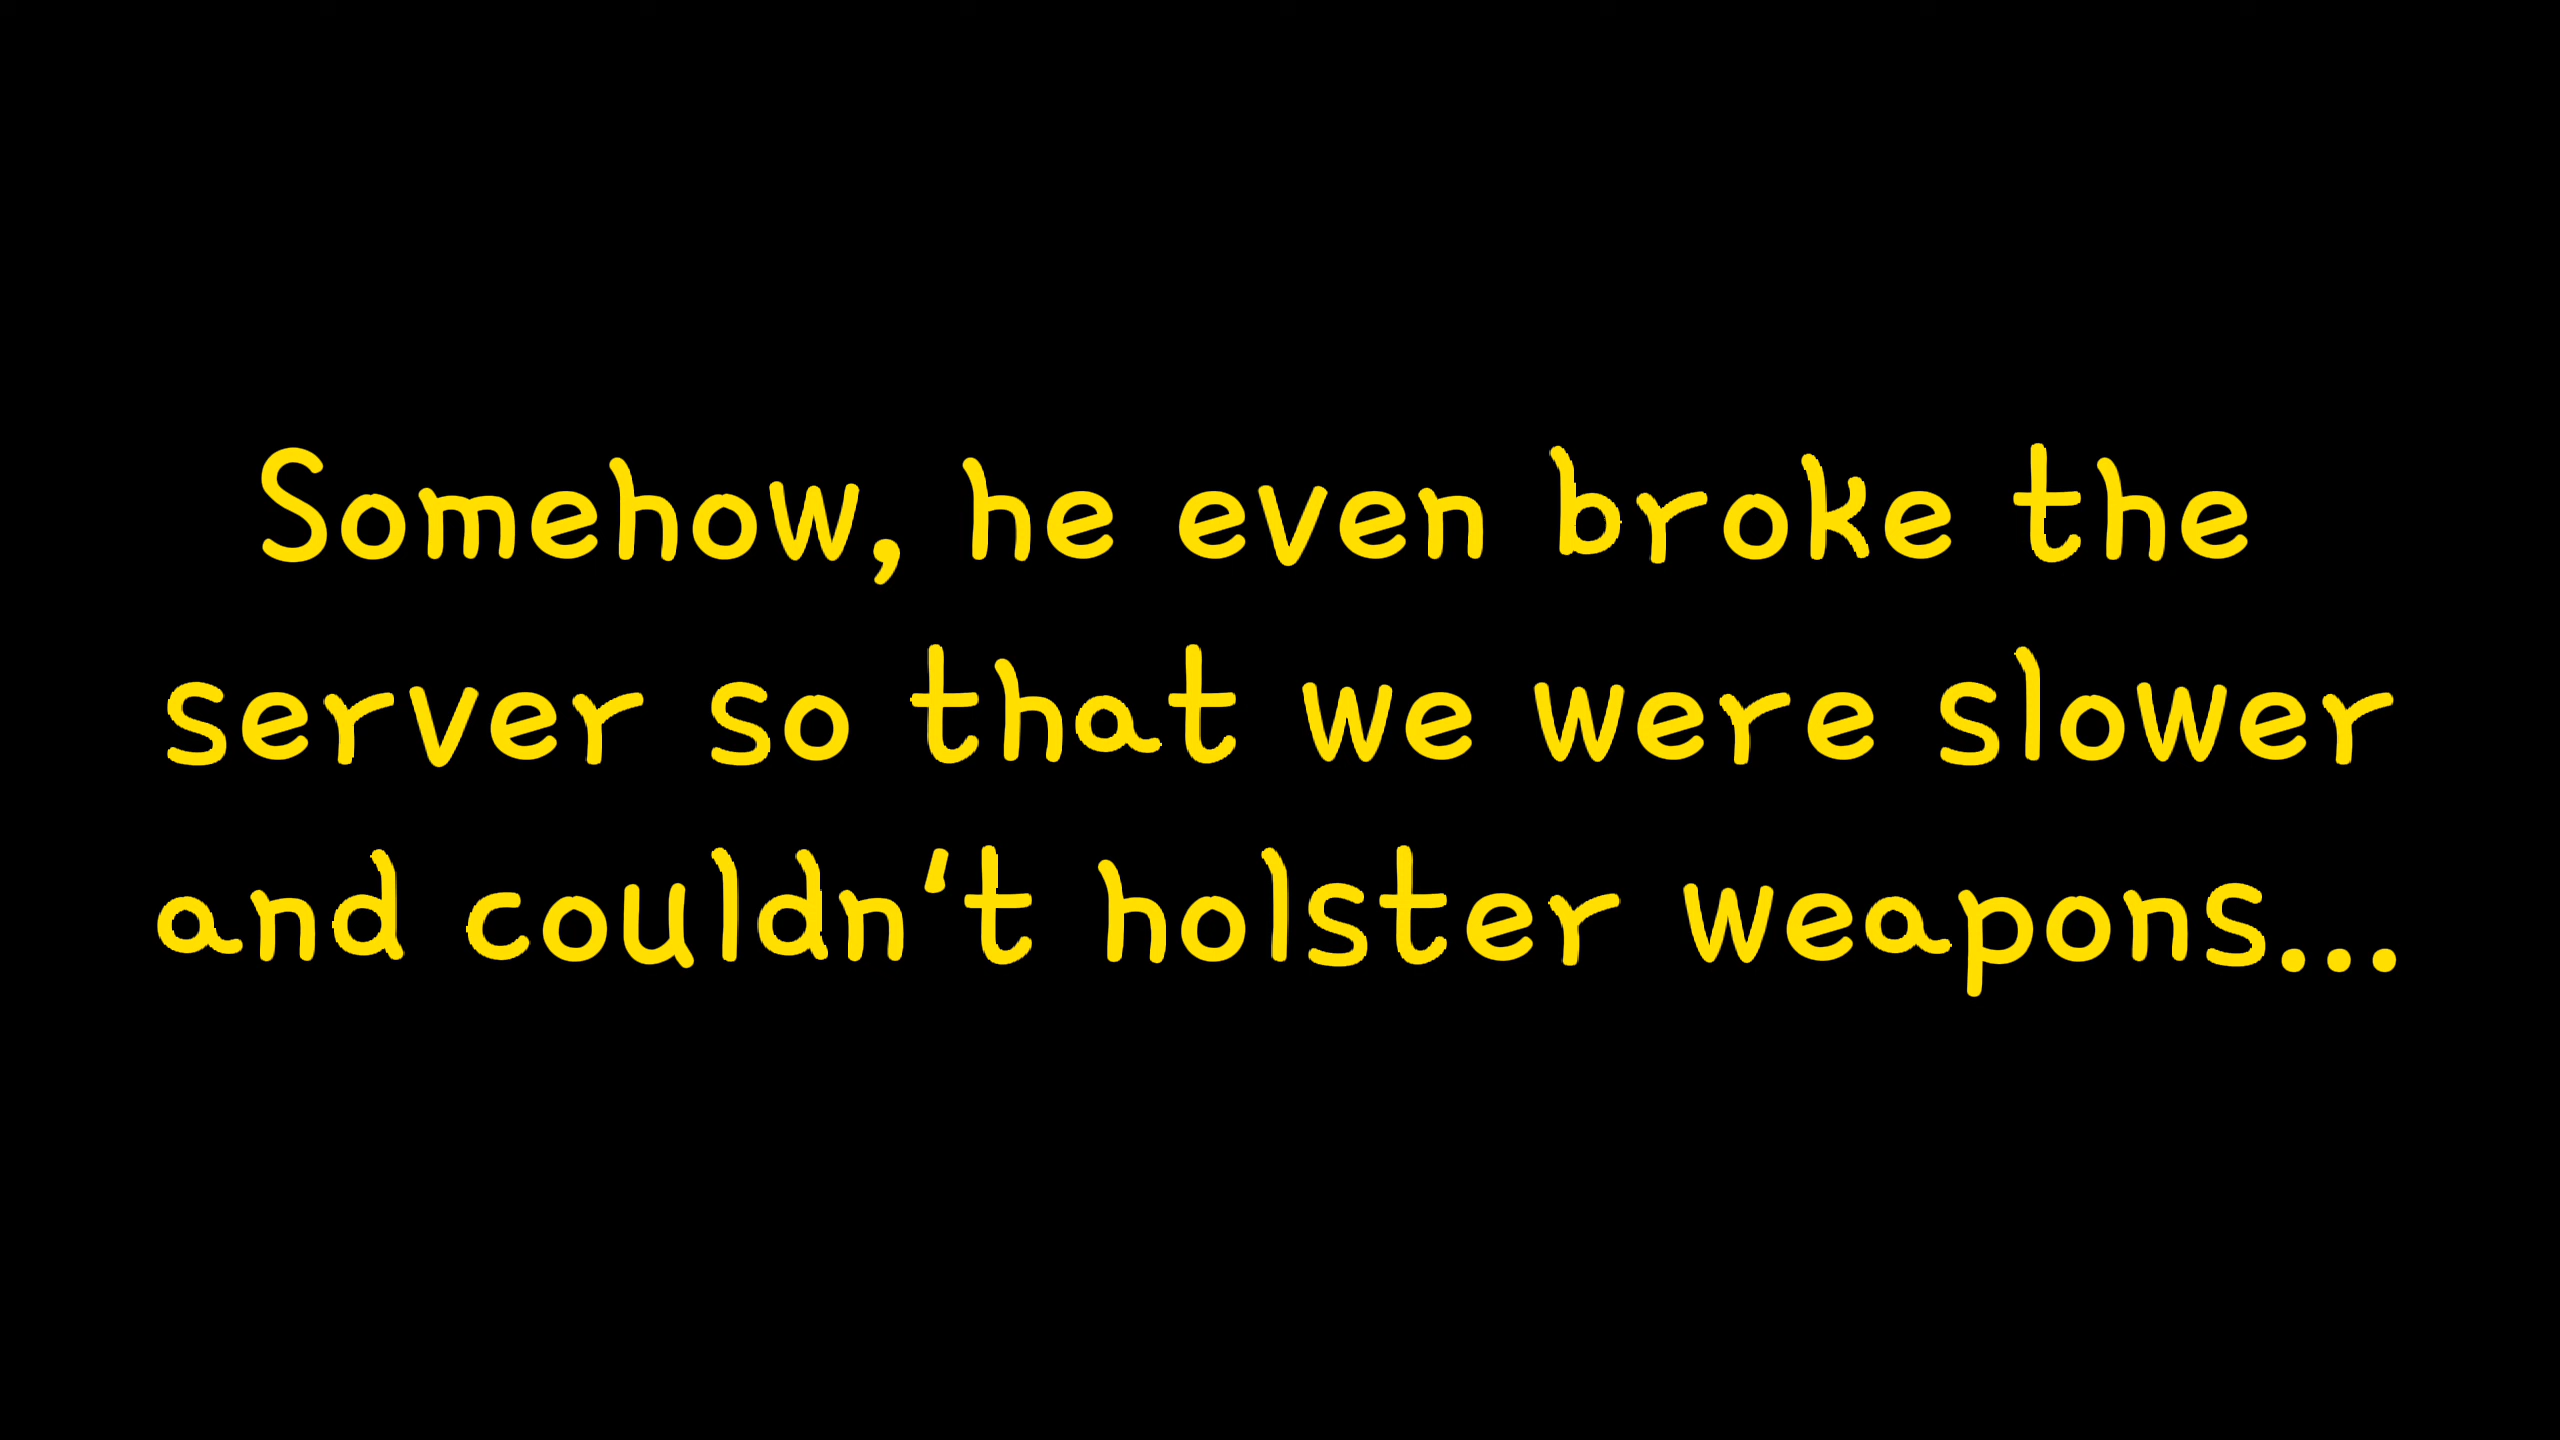 Somehow, he even broke the
server so that we were slower
and couldn‘t holster weapons...